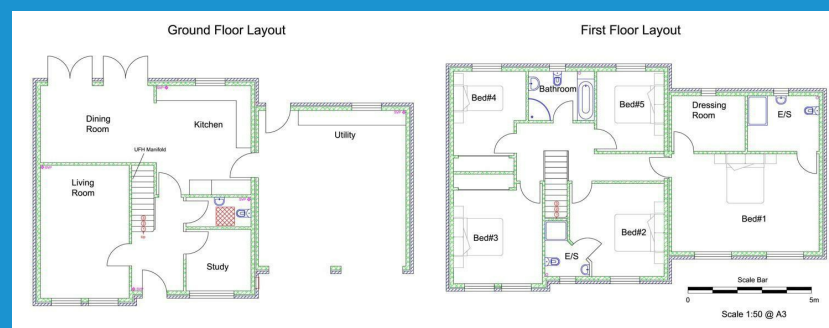 Ground Floor Layout
Dining
Room
Kitchen
Utility
UFH Manifold
Living
Room
Study
First Floor Layout
Bed#4
Bathroom
Bed#5
Dressing
Room
E/S
Bed#1
Bed#3
Bed#2
E/S
Scale Bar
0
5m
Scale 1:50 @ A3